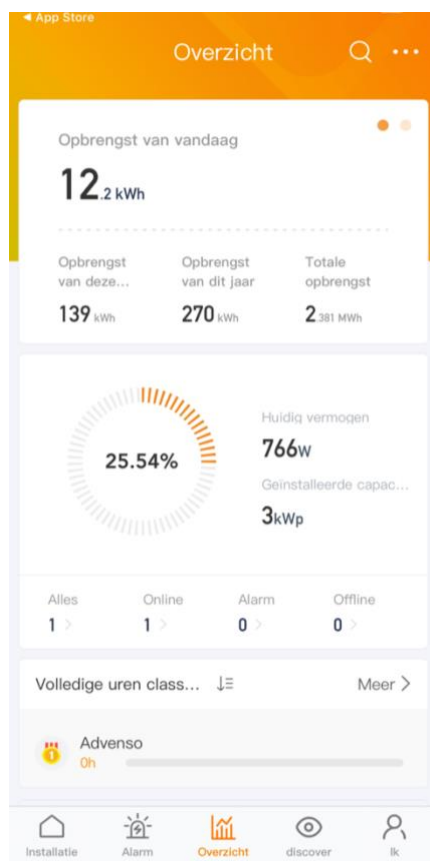 ◀ App Store
Overzicht
Opbrengst van vandaag
12.2 kWh
Opbrengst van deze...
139 kWh
Opbrengst van dit jaar
270 kWh
Totale opbrengst
2.381 MWh
25.54%
Huidig vermogen
766W
Geïnstalleerde capac...
3kWp
Alles
1 >
Online
1 >
Alarm
0 >
Offline
0 >
Volledige uren class...
Meer >
1
Advenso
0h
Installatie
Alarm
Overzicht
discover
Ik